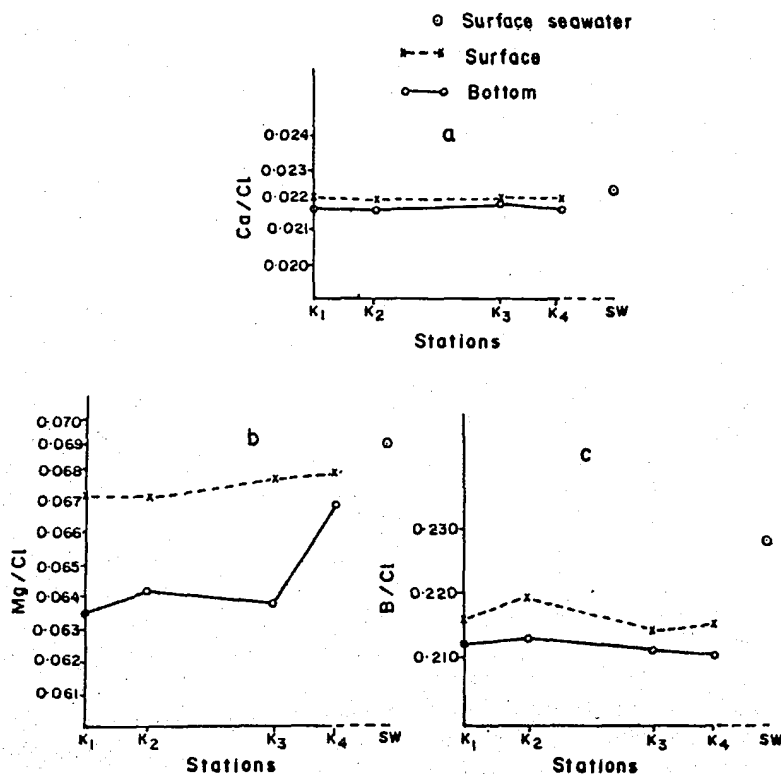 Surface seawater
Surface
Bottom
a
0·024
0·023
0·022
0·021
0·020
Ca/Cl
K1 K2 K3 K4 SW
Stations
b
0·070
0·069
0·068
0·067
0·066
0·065
0·064
0·063
0·062
0·061
Mg/Cl
K1 K2 K3 K4 SW
Stations
c
0·230
0·220
0·210
B/Cl
K1 K2 K3 K4 SW
Stations